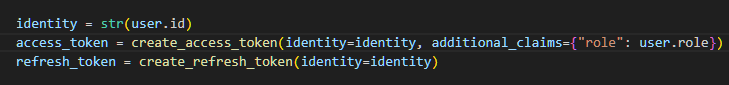 identity = str(user.id)
access_token = create_access_token(identity=identity, additional_claims={"role": user.role})
refresh_token = create_refresh_token(identity=identity)